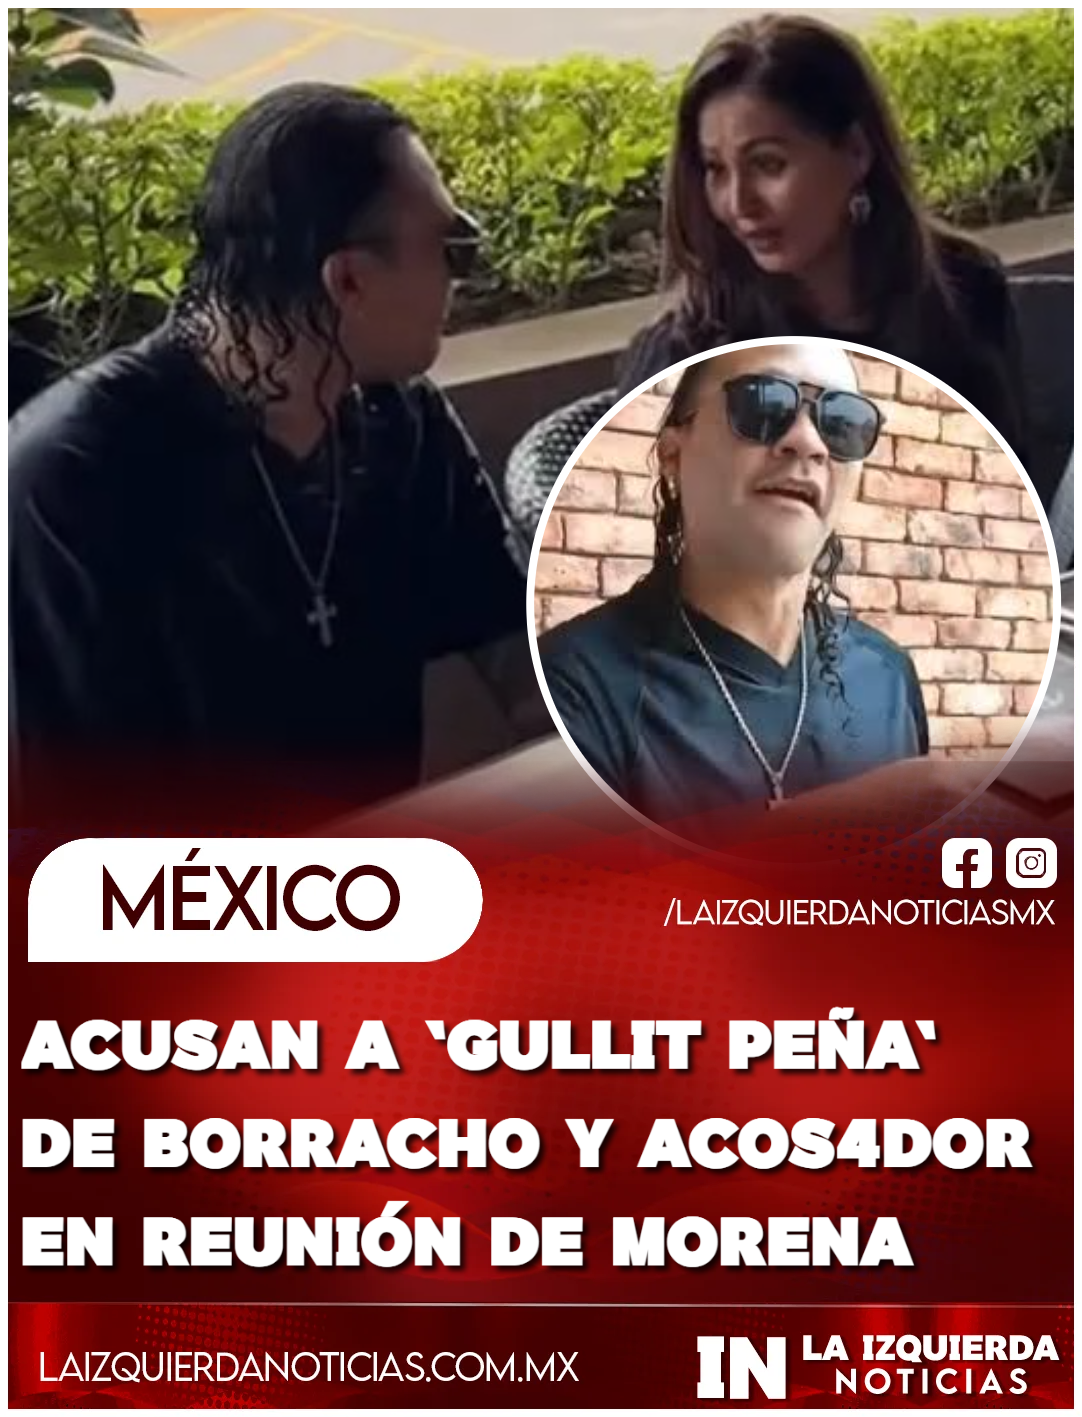 MÉXICO
/LAIZQUIERDANOTICIASMX
ACUSAN A `GULLIT PEÑA`
DE BORRACHO Y ACOS4DOR
EN REUNIÓN DE MORENA
LAIZQUIERDANOTICIAS.COM.MX
IN LA IZQUIERDA
NOTICIAS